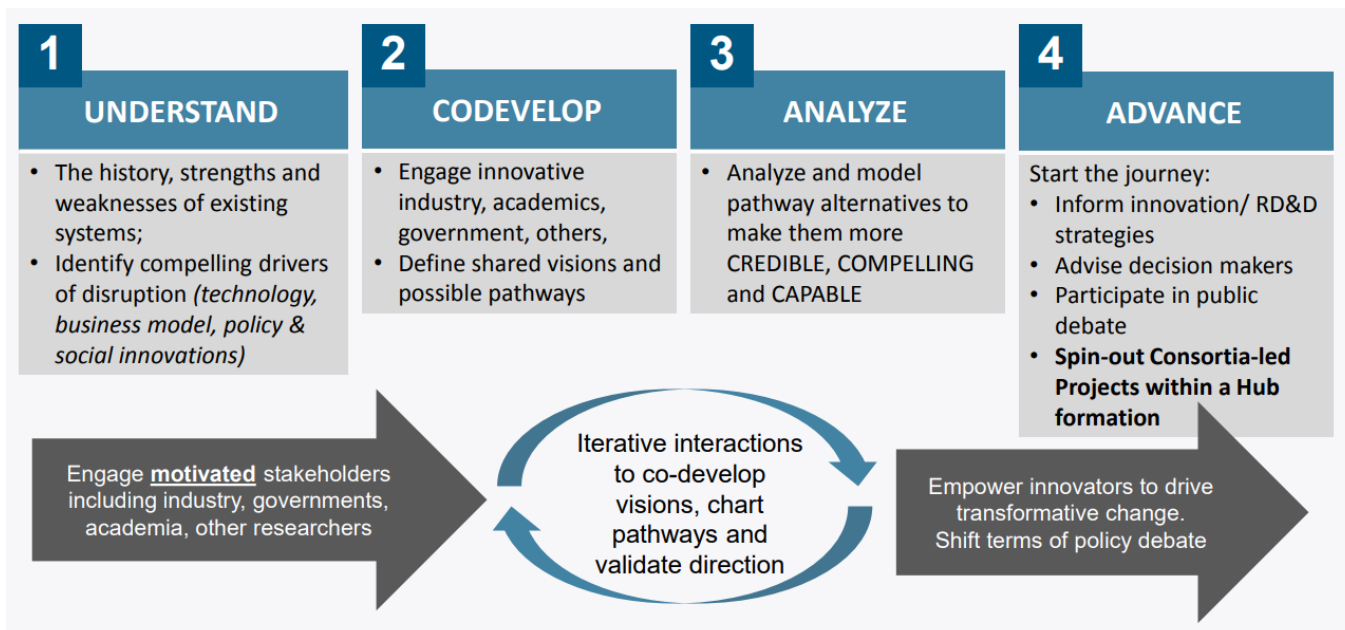 1
UNDERSTAND
• The history, strengths and
weaknesses of existing
systems;
• Identify compelling drivers
of disruption (technology,
business model, policy &
social innovations)
2
CODEVELOP
• Engage innovative
industry, academics,
government, others,
• Define shared visions and
possible pathways
3
ANALYZE
• Analyze and model
pathway alternatives to
make them more
CREDIBLE, COMPELLING
and CAPABLE
4
ADVANCE
Start the journey:
• Inform innovation/ RD&D
strategies
• Advise decision makers
• Participate in public
debate
• Spin-out Consortia-led
Projects within a Hub
formation
Engage motivated stakeholders
including industry, governments,
academia, other researchers
Iterative interactions
to co-develop
visions, chart
pathways and
validate direction
Empower innovators to drive
transformative change.
Shift terms of policy debate